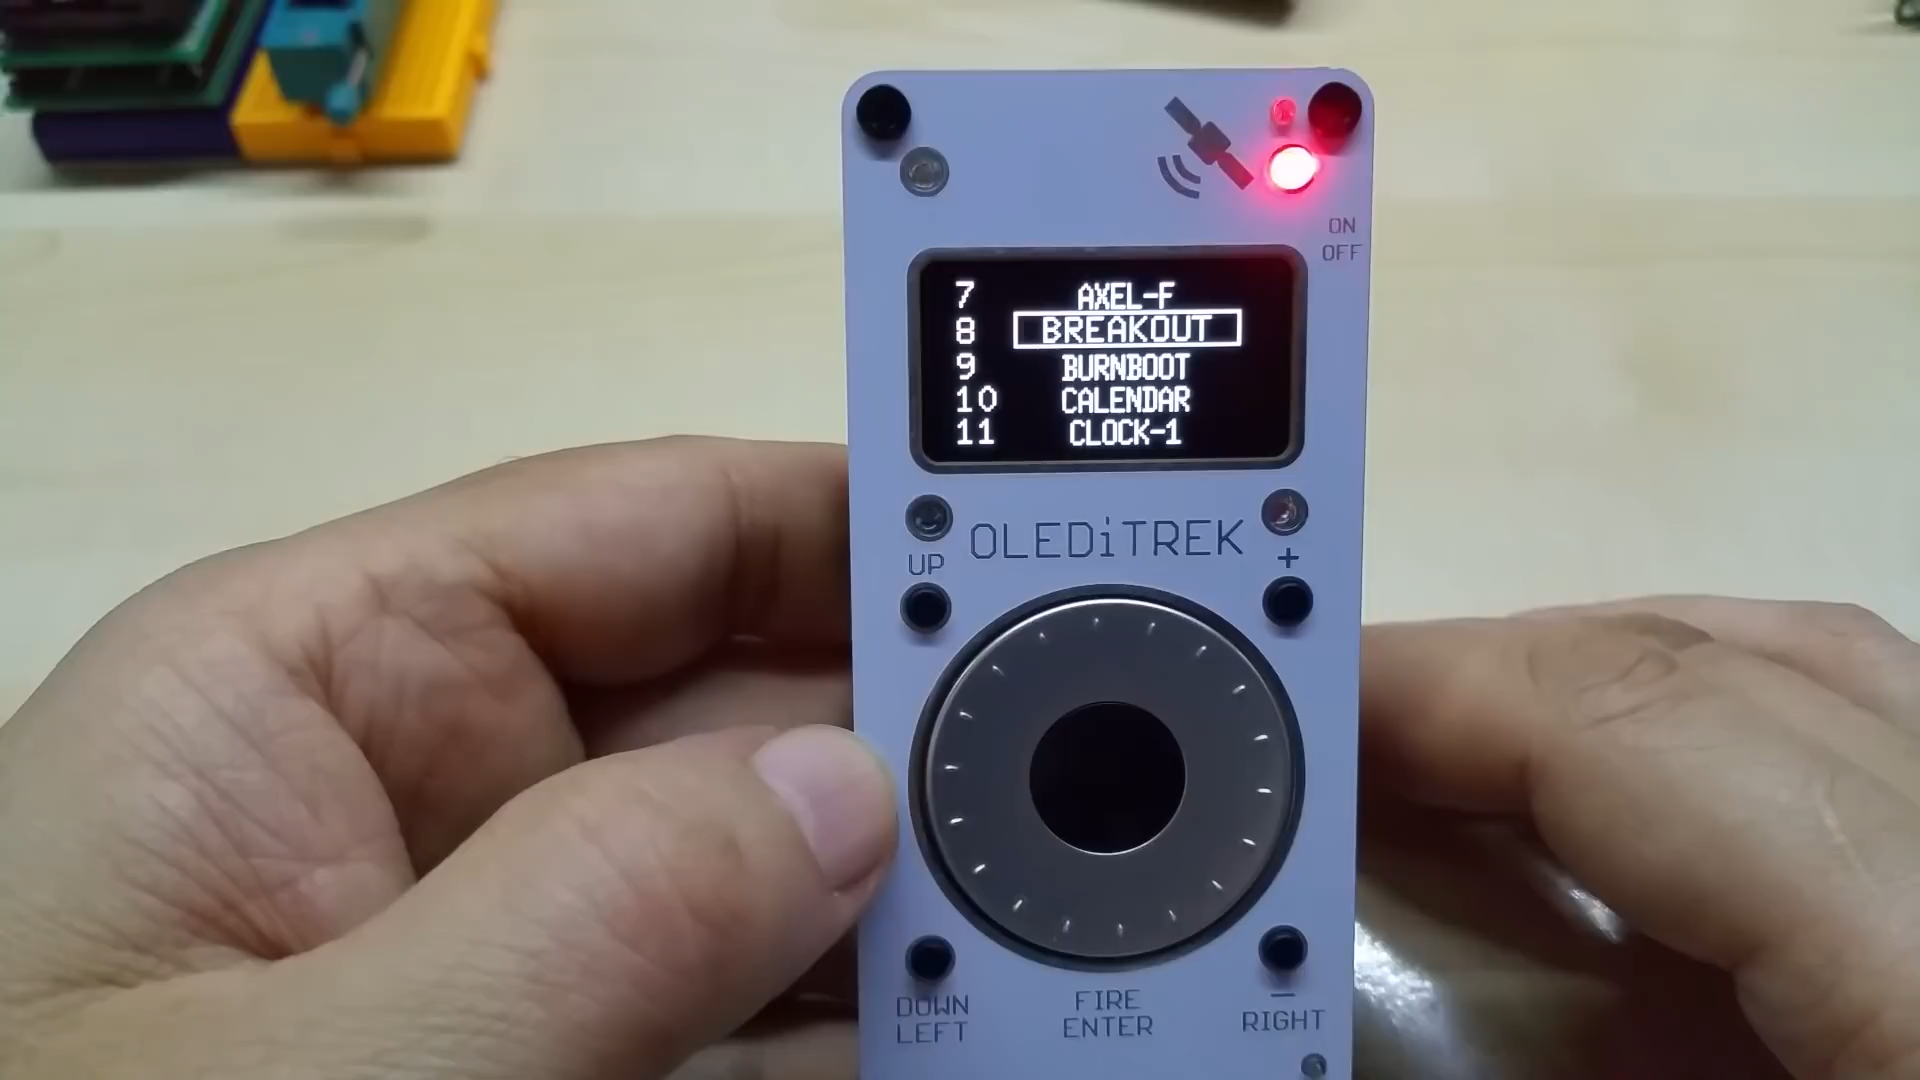 ON
OFF
7 AXEL-F
8 BREAKOUT
9 BURNBOOT
10 CALENDAR
11 CLOCK-1
OLEDiTREK
UP
+
DOWN
LEFT
FIRE
ENTER
–
RIGHT